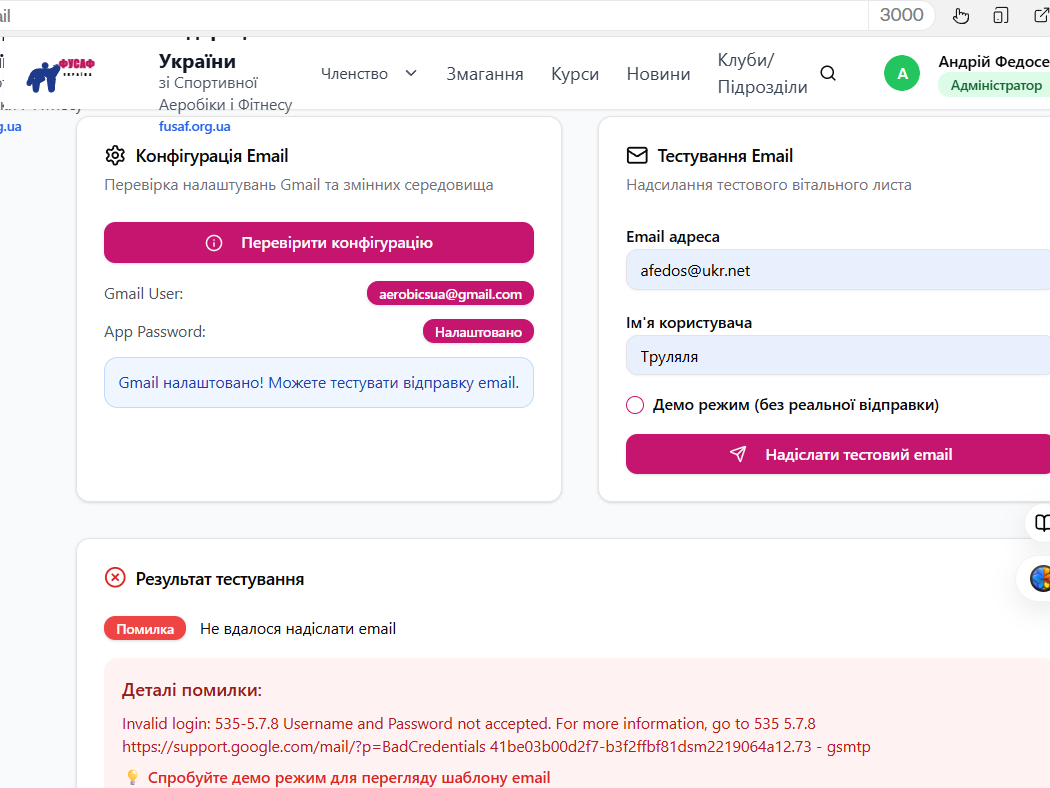 ail
3000
ФУСАФ
УКРАЇНА
України
зі Спортивної
Аеробіки і Фітнесу
fusaf.org.ua
g.ua
Членство
Змагання
Курси
Новини
Клуби/
Підрозділи
А
Андрій Федосе
Адміністратор
Конфігурація Email
Перевірка налаштувань Gmail та змінних середовища
Перевірити конфігурацію
Gmail User:
aerobicsua@gmail.com
App Password:
Налаштовано
Gmail налаштовано! Можете тестувати відправку email.
Тестування Email
Надсилання тестового вітального листа
Email адреса
afedos@ukr.net
Ім'я користувача
Труляля
Демо режим (без реальної відправки)
Надіслати тестовий email
Результат тестування
Помилка
Не вдалося надіслати email
Деталі помилки:
Invalid login: 535-5.7.8 Username and Password not accepted. For more information, go to 535 5.7.8
https://support.google.com/mail/?p=BadCredentials 41be03b00d2f7-b3f2ffbf81dsm2219064a12.73 - gsmtp
💡 Спробуйте демо режим для перегляду шаблону email